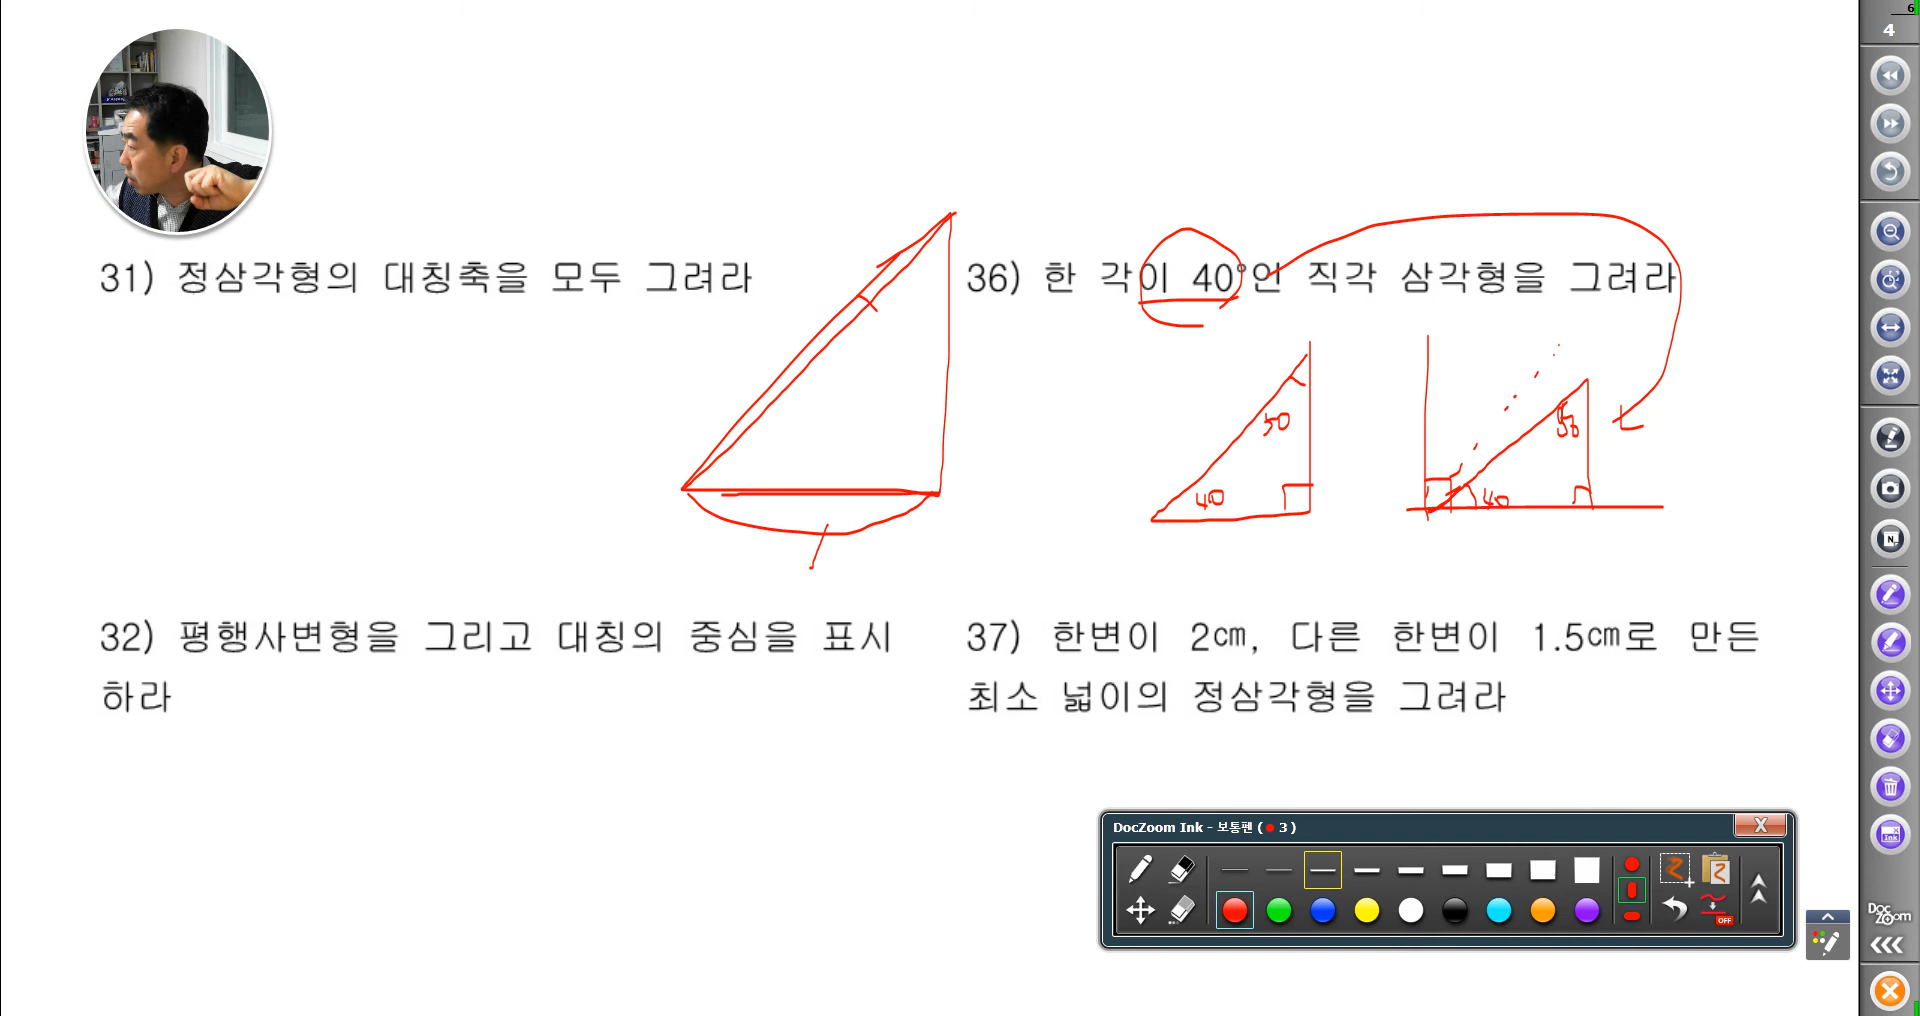 6
4
31) 정삼각형의 대칭축을 모두 그려라
36) 한 각이 40°인 직각 삼각형을 그려라
50
40
50
40
32) 평행사변형을 그리고 대칭의 중심을 표시
하라
37) 한변이 2㎝, 다른 한변이 1.5㎝로 만든
최소 넓이의 정삼각형을 그려라
DocZoom Ink - 보통펜 ( 3 )
X
OFF
N
Ink
DocZoom